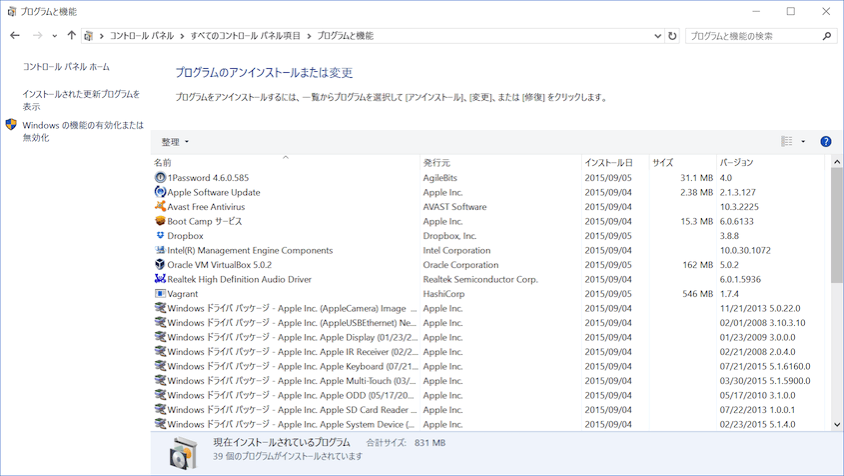 プログラムと機能
コントロール パネル > すべてのコントロール パネル項目 > プログラムと機能
プログラムと機能の検索
コントロール パネル ホーム
インストールされた更新プログラムを
表示
Windows の機能の有効化または
無効化
プログラムのアンインストールまたは変更
プログラムをアンインストールするには、一覧からプログラムを選択して [アンインストール]、[変更]、または [修復] をクリックします。
整理
名前 発行元 インストール日 サイズ バージョン
1Password 4.6.0.585 AgileBits 2015/09/05 31.1 MB 4.0
Apple Software Update Apple Inc. 2015/09/04 2.38 MB 2.1.3.127
Avast Free Antivirus AVAST Software 2015/09/04 10.3.2225
Boot Camp サービス Apple Inc. 2015/09/04 15.3 MB 6.0.6133
Dropbox Dropbox, Inc. 2015/09/04 3.8.8
Intel(R) Management Engine Components Intel Corporation 2015/09/04 10.0.30.1072
Oracle VM VirtualBox 5.0.2 Oracle Corporation 2015/09/05 162 MB 5.0.2
Realtek High Definition Audio Driver Realtek Semiconductor Corp. 2015/09/04 6.0.1.5936
Vagrant HashiCorp 2015/09/05 546 MB 1.7.4
Windows ドライバ パッケージ - Apple Inc. (AppleCamera) Image ... Apple Inc. 2015/09/04 11/21/2013 5.0.22.0
Windows ドライバ パッケージ - Apple Inc. (AppleUSBEthernet) Ne... Apple Inc. 2015/09/04 02/01/2008 3.10.3.10
Windows ドライバ パッケージ - Apple Inc. Apple Display (01/23/2... Apple Inc. 2015/09/04 01/23/2009 3.0.0.0
Windows ドライバ パッケージ - Apple Inc. Apple IR Receiver (02/2... Apple Inc. 2015/09/04 02/21/2008 2.0.4.0
Windows ドライバ パッケージ - Apple Inc. Apple Keyboard (07/21... Apple Inc. 2015/09/04 07/21/2015 5.1.6160.0
Windows ドライバ パッケージ - Apple Inc. Apple Multi-Touch (03/... Apple Inc. 2015/09/04 03/30/2015 5.1.5900.0
Windows ドライバ パッケージ - Apple Inc. Apple ODD (05/17/20... Apple Inc. 2015/09/04 05/17/2010 3.1.0.0
Windows ドライバ パッケージ - Apple Inc. Apple SD Card Reader ... Apple Inc. 2015/09/04 07/22/2013 1.0.0.1
Windows ドライバ パッケージ - Apple Inc. Apple System Device (... Apple Inc. 2015/09/04 02/23/2015 5.1.4.0
現在インストールされているプログラム 合計サイズ: 831 MB
39 個のプログラムがインストールされています